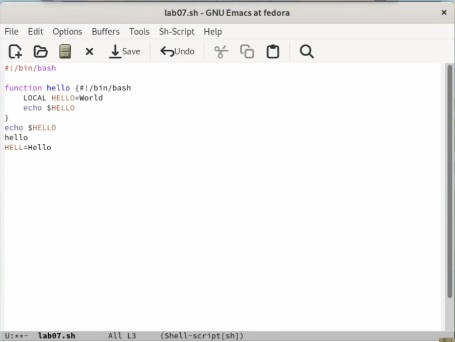 lab07.sh - GNU Emacs at fedora
File Edit Options Buffers Tools Sh-Script Help
Save Undo
#!/bin/bash
function hello {#!/bin/bash
LOCAL HELLO=World
echo $HELLO
}
echo $HELLO
hello
HELL=Hello
U:**- lab07.sh All L3 (Shell-script[sh])